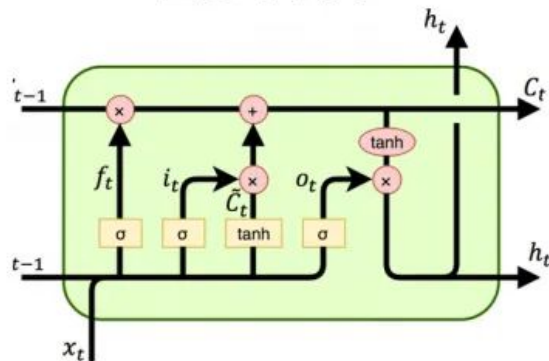 h_t
t−1 × + C_t
tanh
f_t i_t × o_t ×
C̃_t
σ σ tanh σ
t−1 h_t
x_t